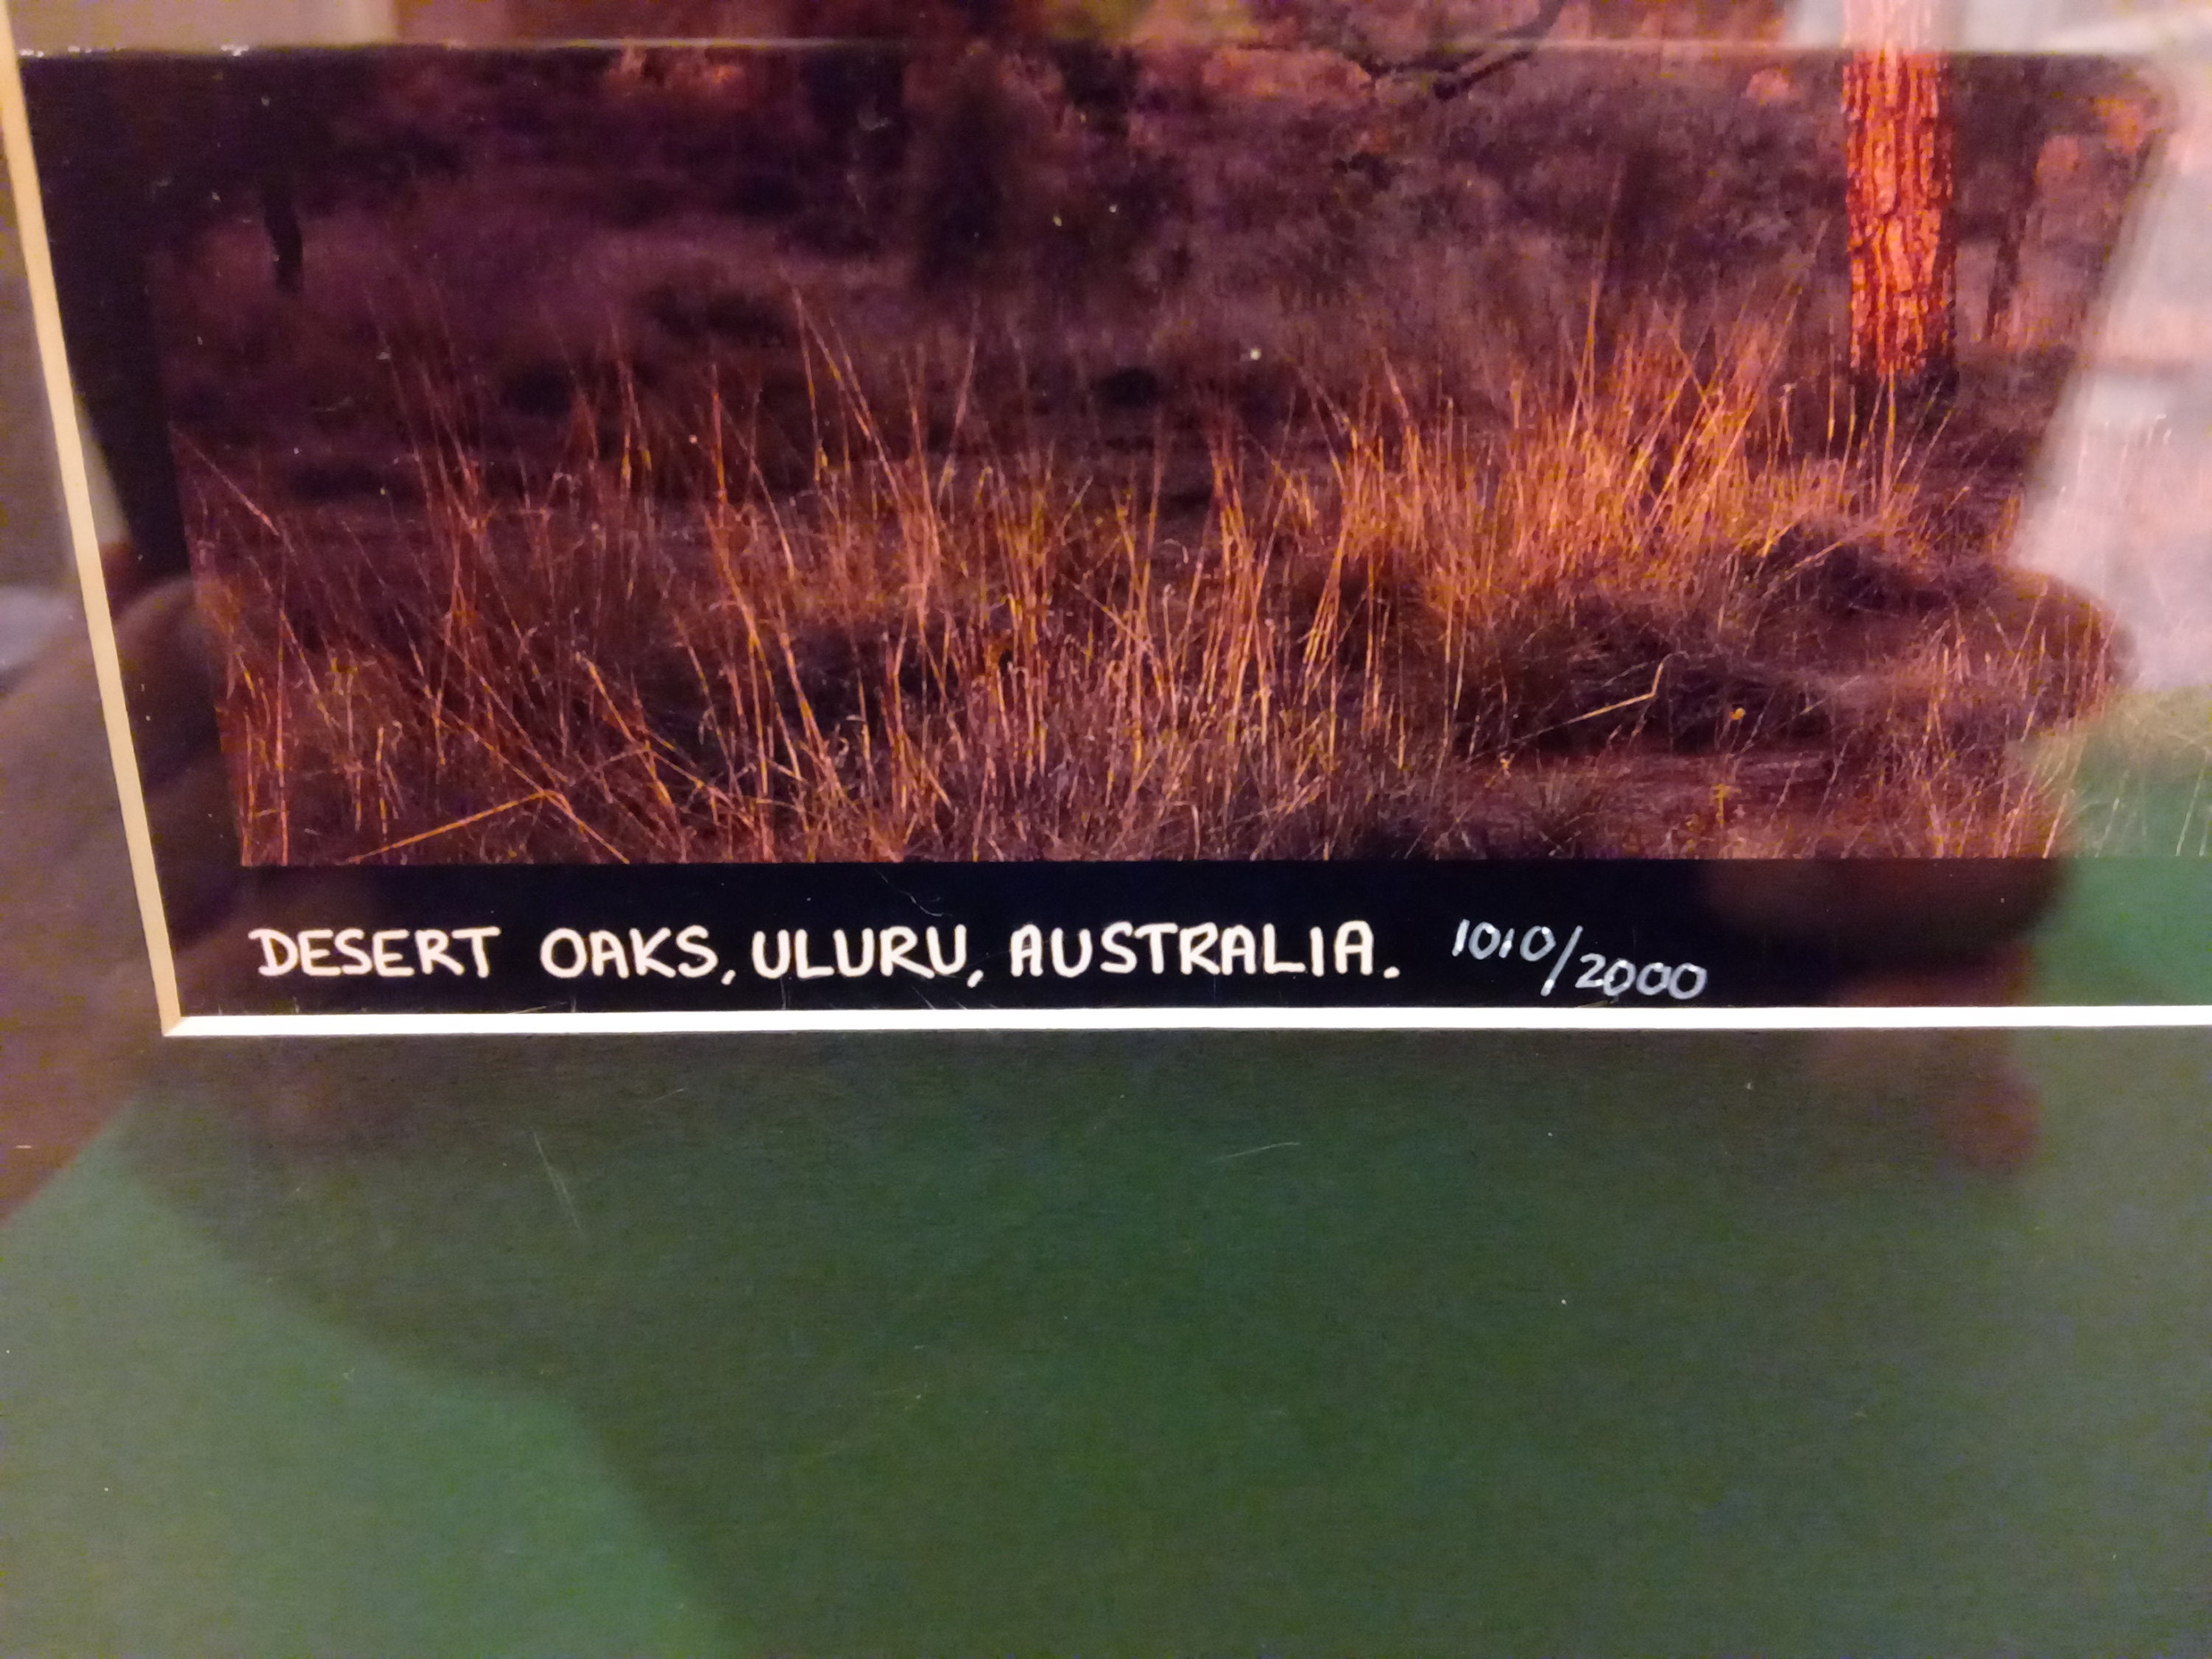 DESERT OAKS, ULURU, AUSTRALIA. 1010/2000